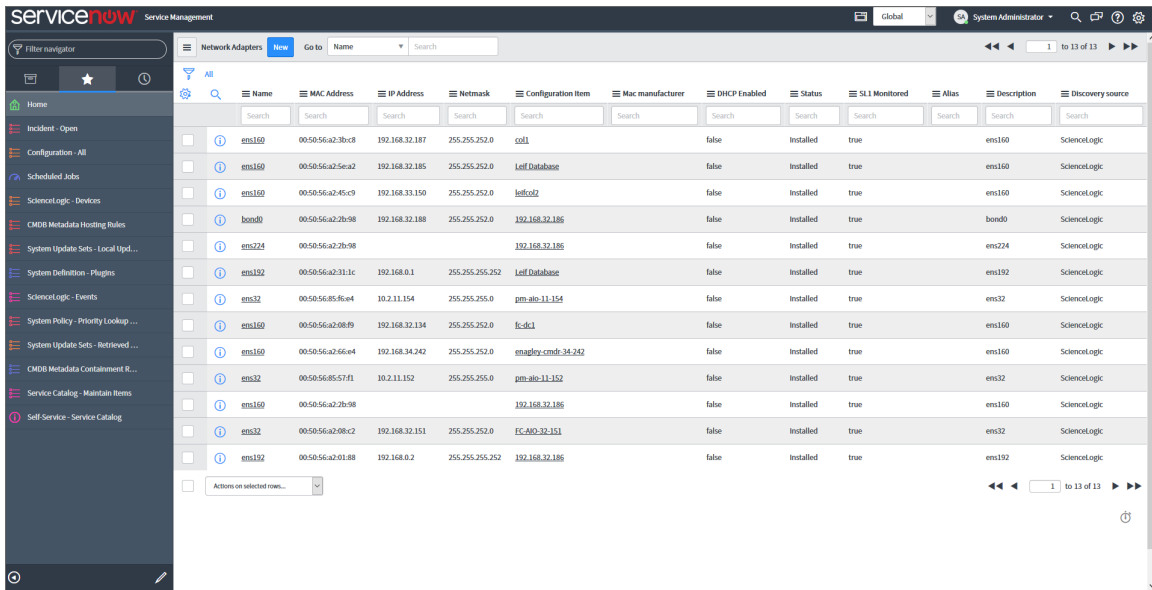 servicenow Service Management Global SA System Administrator
Filter navigator
Network Adapters New Go to Name Search 1 to 13 of 13
All
Home
Incident - Open
Configuration - All
Scheduled Jobs
ScienceLogic - Devices
CMDB Metadata Hosting Rules
System Update Sets - Local Upd...
System Definition - Plugins
ScienceLogic - Events
System Policy - Priority Lookup ...
System Update Sets - Retrieved ...
CMDB Metadata Containment R...
Service Catalog - Maintain Items
Self-Service - Service Catalog
Name MAC Address IP Address Netmask Configuration Item Mac manufacturer DHCP Enabled Status SL1 Monitored Alias Description Discovery source
Search Search Search Search Search Search Search Search Search Search Search Search
ens160 00:50:56:a2:3b:c8 192.168.32.187 255.255.252.0 col1 false Installed true ens160 ScienceLogic
ens160 00:50:56:a2:5e:a2 192.168.32.185 255.255.252.0 Leif Database false Installed true ens160 ScienceLogic
ens160 00:50:56:a2:45:c9 192.168.33.150 255.255.252.0 leifcol2 false Installed true ens160 ScienceLogic
bond0 00:50:56:a2:2b:98 192.168.32.188 255.255.252.0 192.168.32.186 false Installed true bond0 ScienceLogic
ens224 00:50:56:a2:2b:98 192.168.32.186 false Installed true ens224 ScienceLogic
ens192 00:50:56:a2:31:1c 192.168.0.1 255.255.255.252 Leif Database false Installed true ens192 ScienceLogic
ens32 00:50:56:85:f6:e4 10.2.11.154 255.255.255.0 pm-aio-11-154 false Installed true ens32 ScienceLogic
ens160 00:50:56:a2:08:f9 192.168.32.134 255.255.252.0 fc-dc1 false Installed true ens160 ScienceLogic
ens160 00:50:56:a2:66:e4 192.168.34.242 255.255.252.0 enagley-cmdr-34-242 false Installed true ens160 ScienceLogic
ens32 00:50:56:85:57:f1 10.2.11.152 255.255.255.0 pm-aio-11-152 false Installed true ens32 ScienceLogic
ens160 00:50:56:a2:2b:98 192.168.32.186 false Installed true ens160 ScienceLogic
ens32 00:50:56:a2:08:c2 192.168.32.151 255.255.252.0 FC-AIO-32-151 false Installed true ens32 ScienceLogic
ens192 00:50:56:a2:01:88 192.168.0.2 255.255.255.252 192.168.32.186 false Installed true ens192 ScienceLogic
Actions on selected rows... 1 to 13 of 13